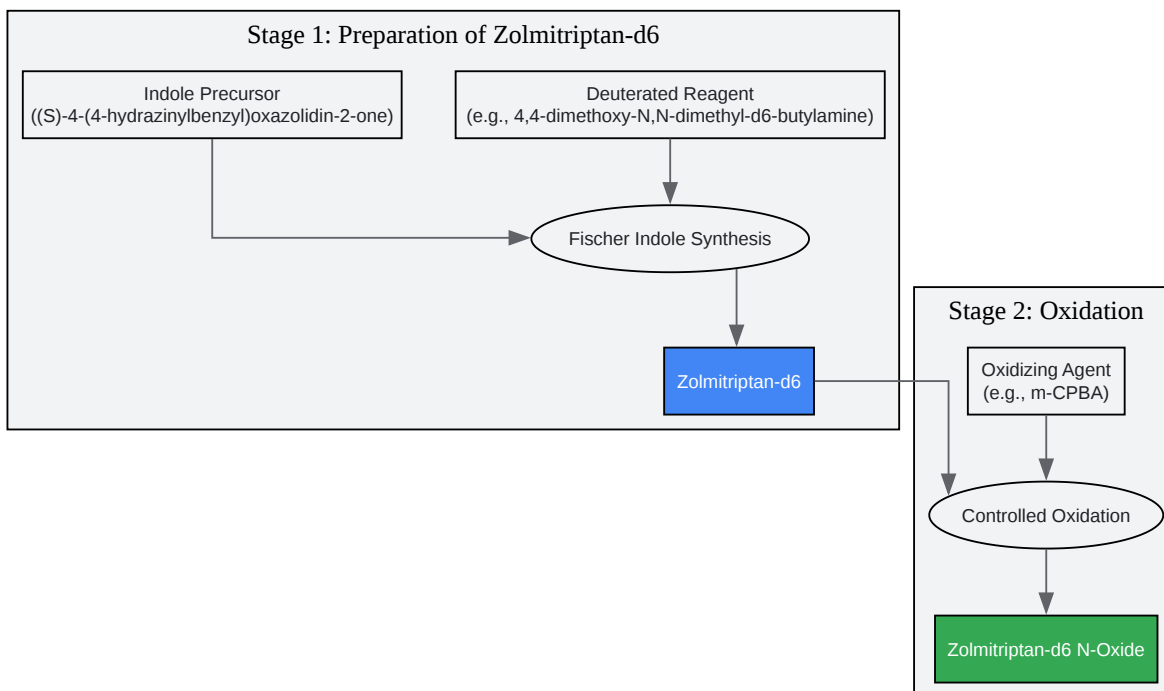 Stage 1: Preparation of Zolmitriptan-d6
Indole Precursor
((S)-4-(4-hydrazinylbenzyl)oxazolidin-2-one)
Deuterated Reagent
(e.g., 4,4-dimethoxy-N,N-dimethyl-d6-butylamine)
Fischer Indole Synthesis
Zolmitriptan-d6
Stage 2: Oxidation
Oxidizing Agent
(e.g., m-CPBA)
Controlled Oxidation
Zolmitriptan-d6 N-Oxide